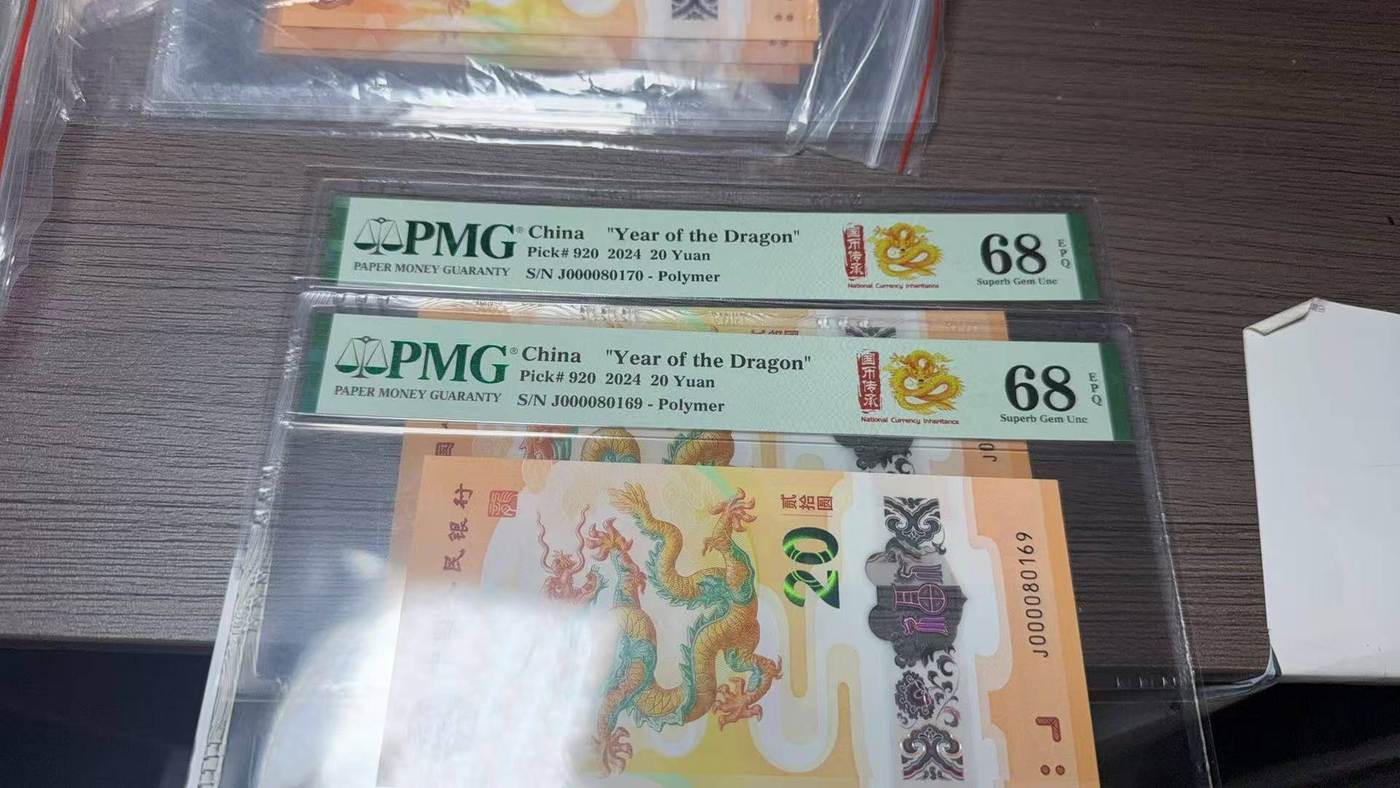 PMG®
PAPER MONEY GUARANTY
China "Year of the Dragon"
Pick# 920 2024 20 Yuan
S/N J000080170 - Polymer
国币传承
National Currency Inheritance
68
EPQ
Superb Gem Unc
PMG®
PAPER MONEY GUARANTY
China "Year of the Dragon"
Pick# 920 2024 20 Yuan
S/N J000080169 - Polymer
国币传承
National Currency Inheritance
68
EPQ
Superb Gem Unc
民银行
贰拾圆
20
J000080169